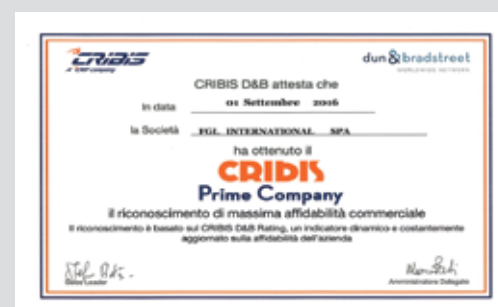 CRIBIS
dun & bradstreet
WORLDWIDE NETWORK
CRIBIS D&B attesta che
In data 01 Settembre 2016
la Società FGL INTERNATIONAL SPA
ha ottenuto il
CRIBIS
Prime Company
il riconoscimento di massima affidabilità commerciale
Il riconoscimento è basato sul CRIBIS D&B Rating, un indicatore dinamico e costantemente
aggiornato sulla affidabilità dell'azienda
Sales Leader
Amministratore Delegato